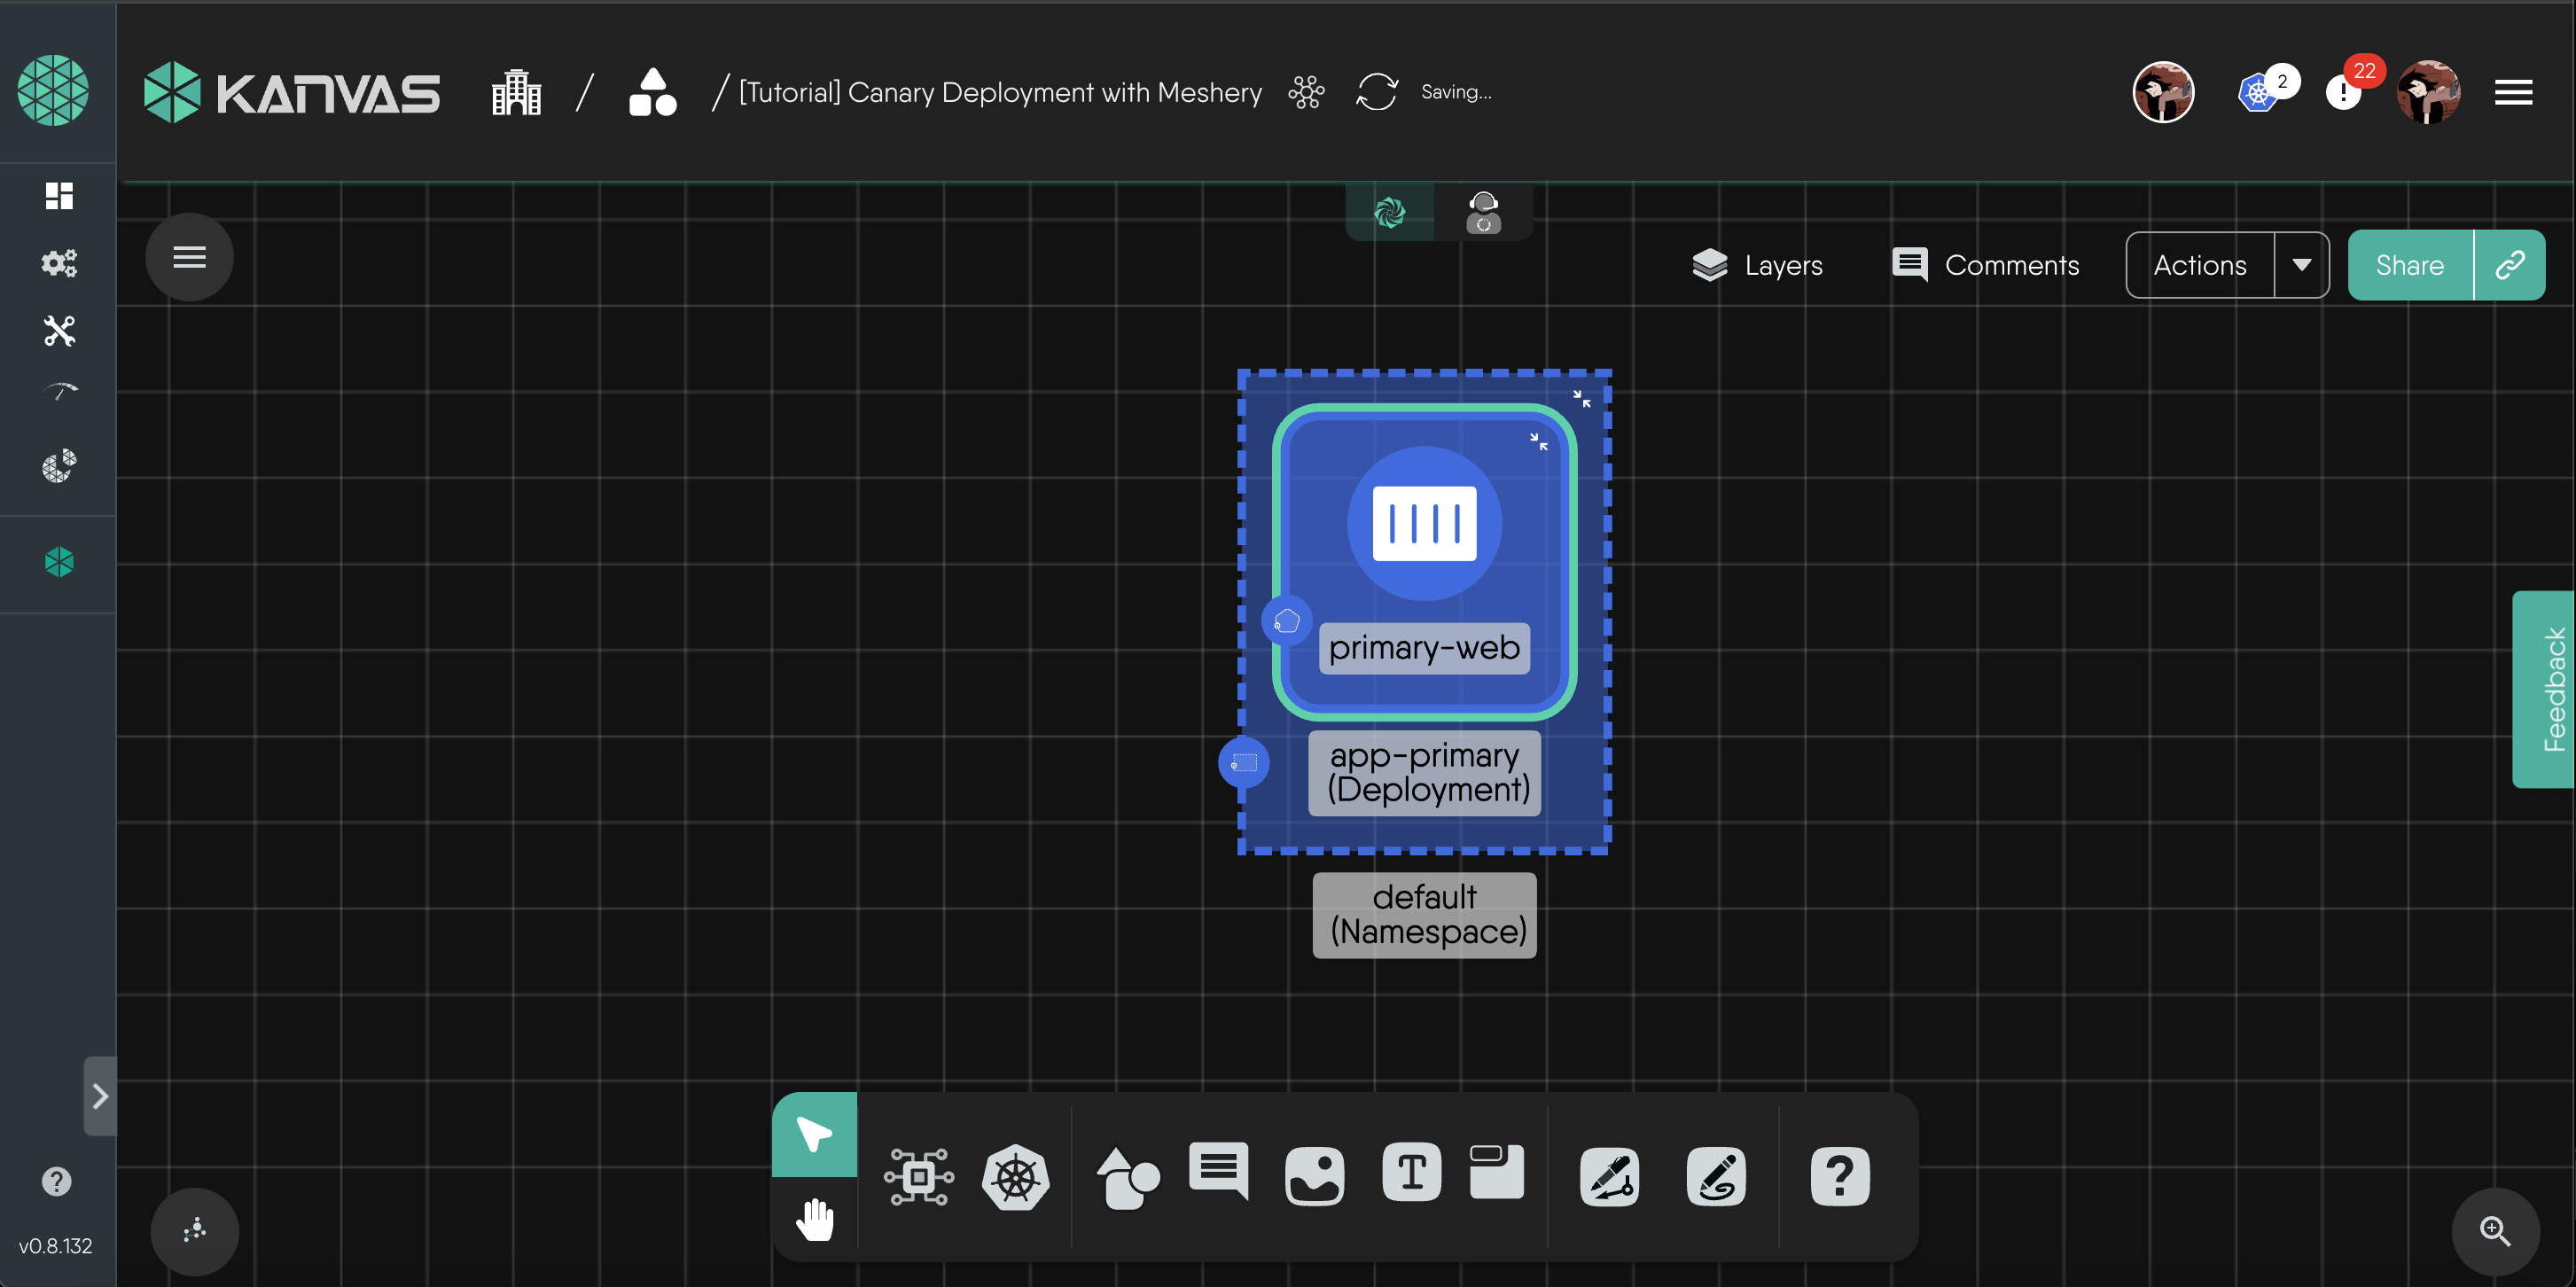 KANVAS
/ / [Tutorial] Canary Deployment with Meshery
Saving...
2
22
Layers
Comments
Actions
Share
primary-web
app-primary
(Deployment)
default
(Namespace)
Feedback
T
?
?
v0.8.132